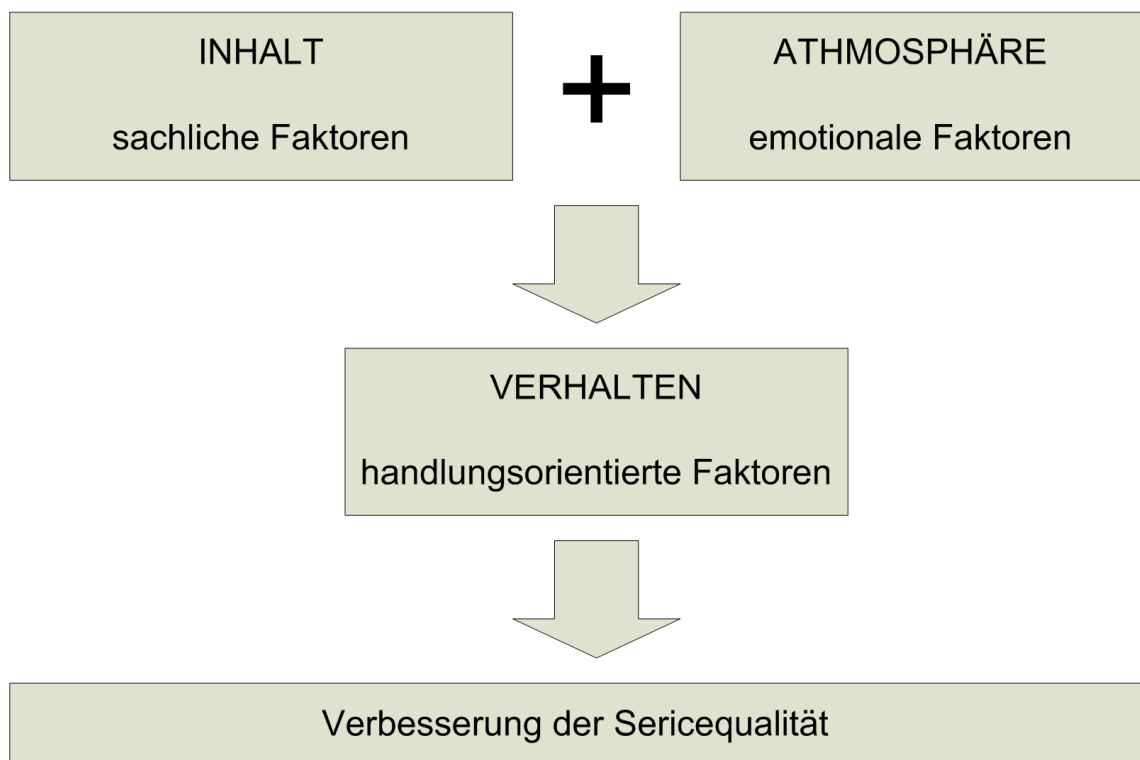 INHALT
sachliche Faktoren
+
ATHMOSPHÄRE
emotionale Faktoren
VERHALTEN
handlungsorientierte Faktoren
Verbesserung der Sericequalität